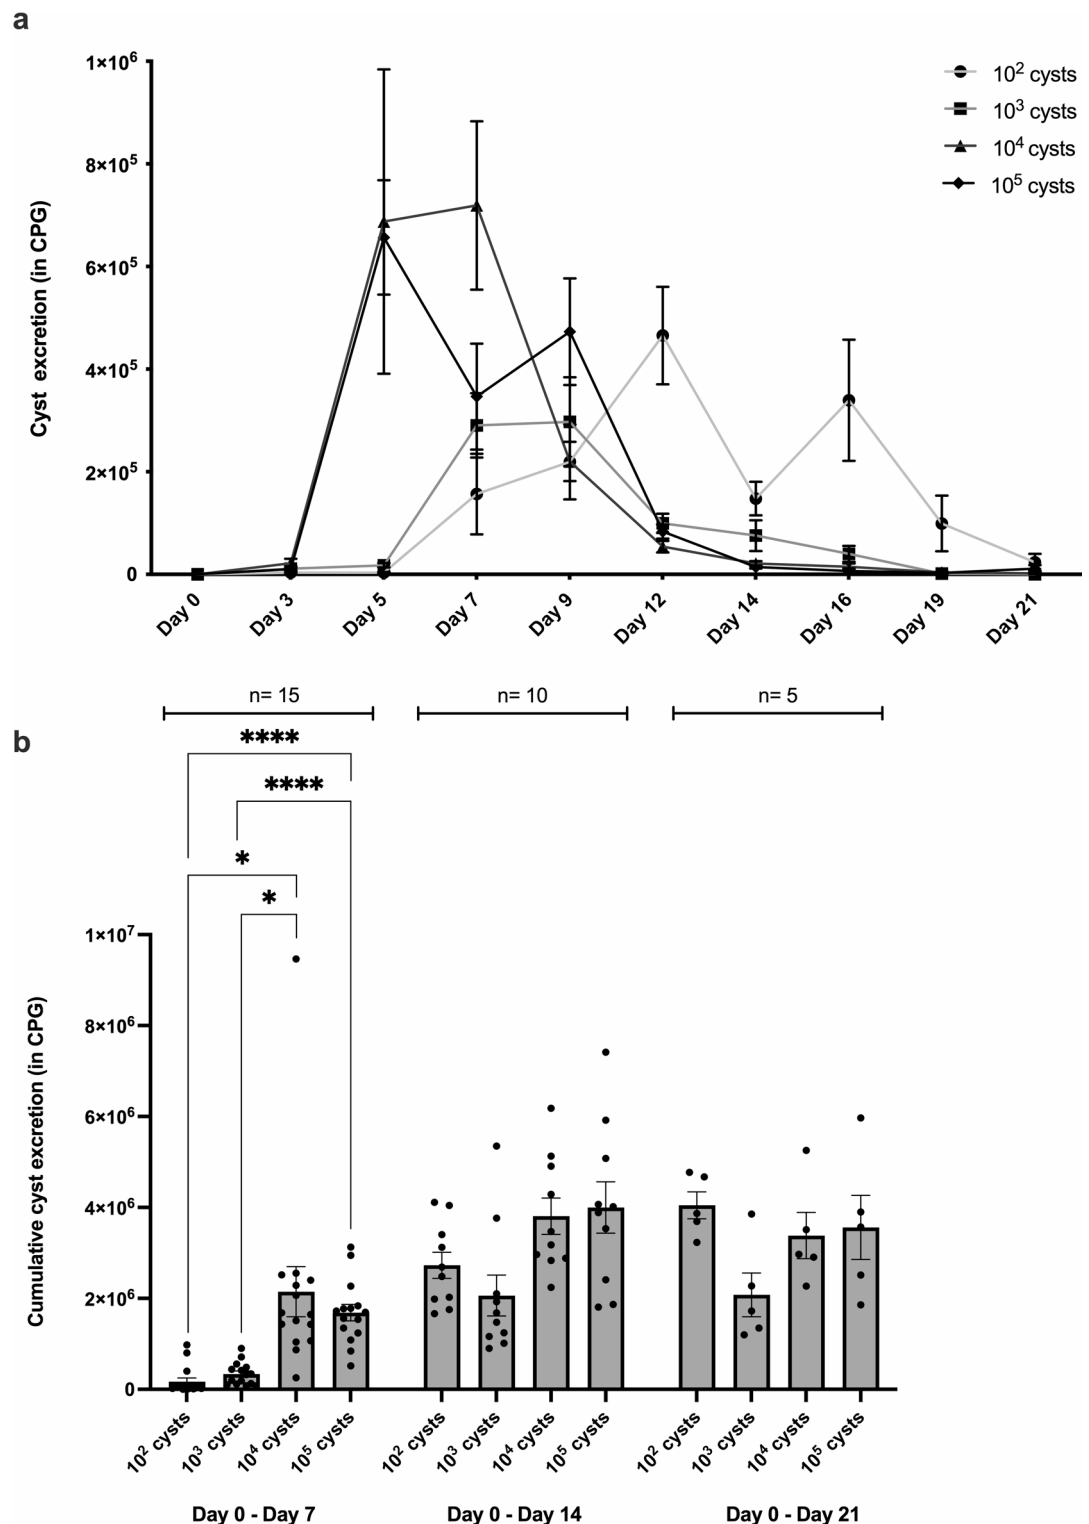 a
1×10⁶
8×10⁵
6×10⁵
4×10⁵
2×10⁵
0
Cyst excretion (in CPG)
10² cysts
10³ cysts
10⁴ cysts
10⁵ cysts
Day 0 Day 3 Day 5 Day 7 Day 9 Day 12 Day 14 Day 16 Day 19 Day 21
n= 15 n= 10 n= 5
b
****
****
*
*
1×10⁷
8×10⁶
6×10⁶
4×10⁶
2×10⁶
0
Cumulative cyst excretion (in CPG)
10² cysts 10³ cysts 10⁴ cysts 10⁵ cysts 10² cysts 10³ cysts 10⁴ cysts 10⁵ cysts 10² cysts 10³ cysts 10⁴ cysts 10⁵ cysts
Day 0 - Day 7 Day 0 - Day 14 Day 0 - Day 21